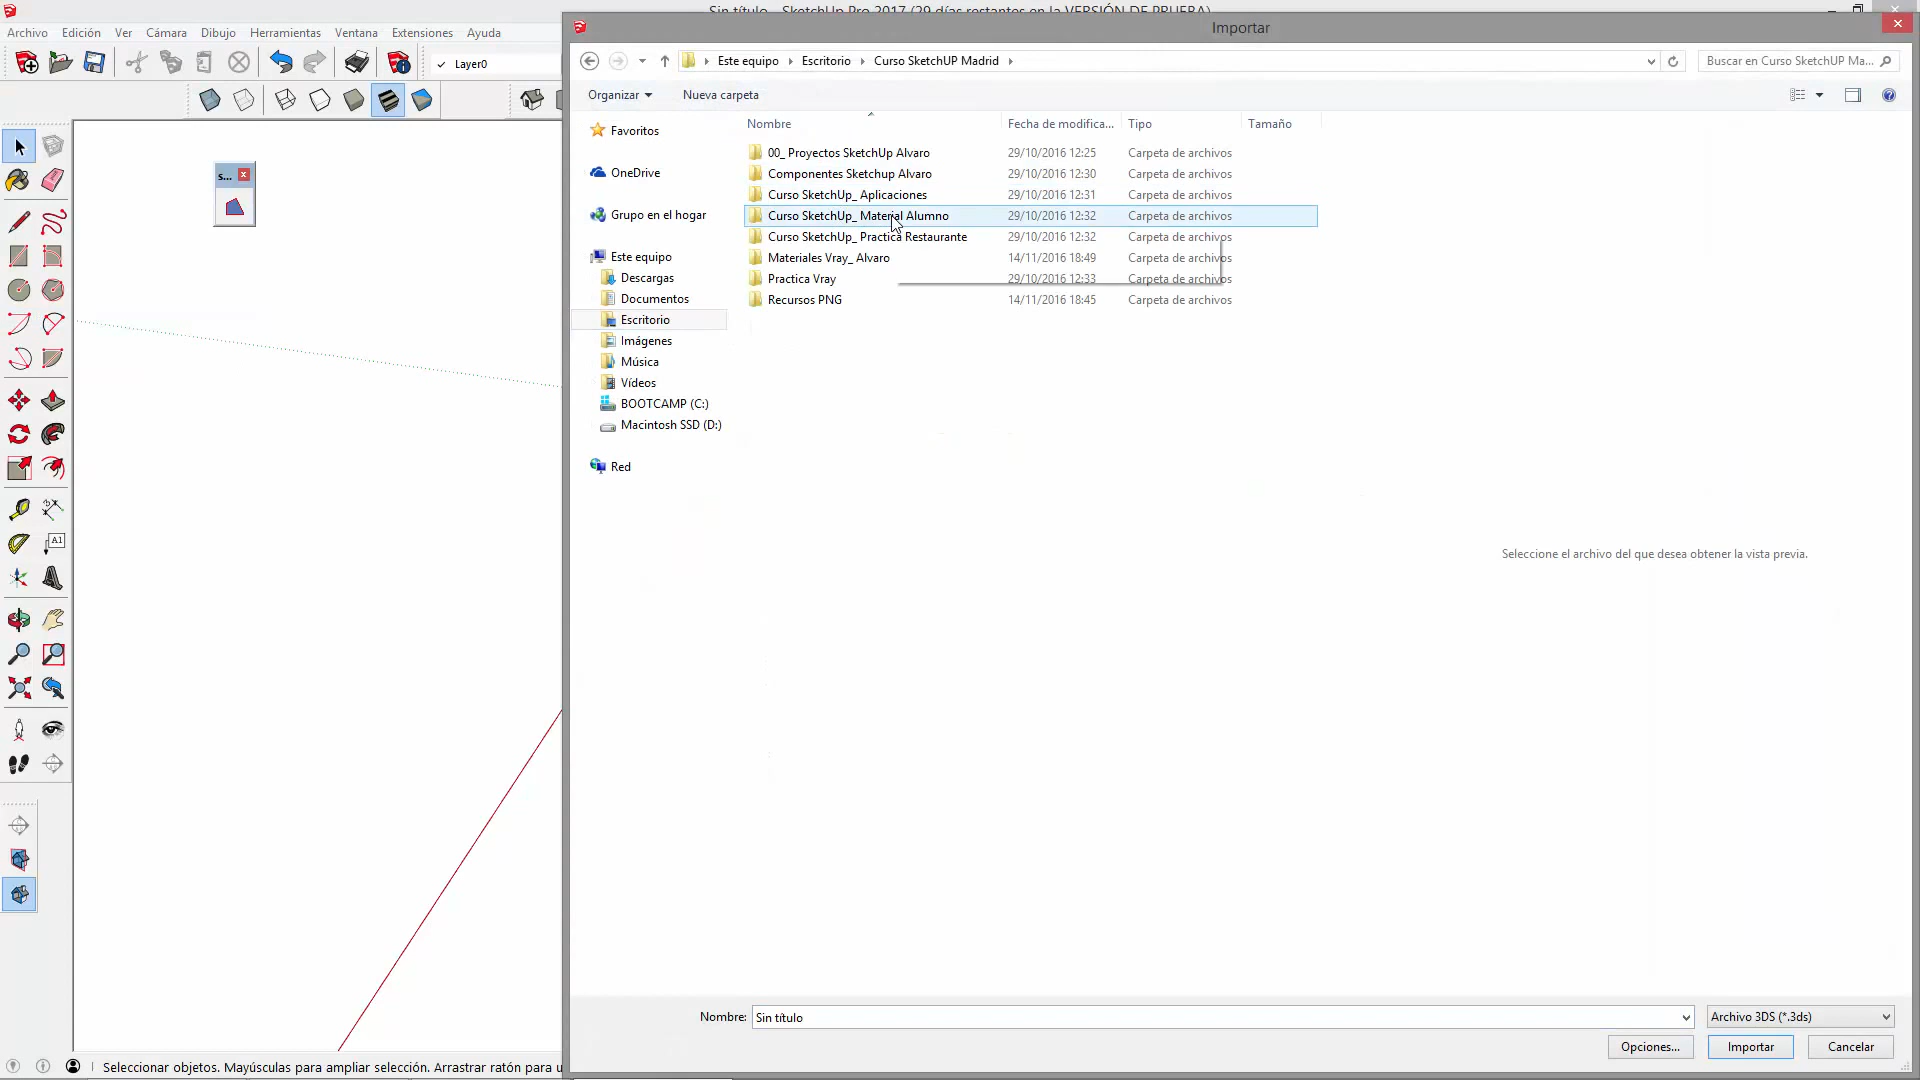 Sin título - SketchUp Pro 2017 (29 días restantes en la VERSIÓN DE PRUEBA)
Importar
Archivo Edición Ver Cámara Dibujo Herramientas Ventana Extensiones Ayuda
Layer0
Este equipo Escritorio Curso SketchUP Madrid
Buscar en Curso SketchUP Ma...
Organizar Nueva carpeta
Nombre Fecha de modifica... Tipo Tamaño
00_ Proyectos SketchUp Alvaro 29/10/2016 12:25 Carpeta de archivos
Componentes Sketchup Alvaro 29/10/2016 12:30 Carpeta de archivos
Curso SketchUp_ Aplicaciones 29/10/2016 12:31 Carpeta de archivos
Curso SketchUp_ Material Alumno 29/10/2016 12:32 Carpeta de archivos
Curso SketchUp_ Practica Restaurante 29/10/2016 12:32 Carpeta de archivos
Materiales Vray_ Alvaro 14/11/2016 18:49 Carpeta de archivos
Practica Vray 29/10/2016 12:33 Carpeta de archivos
Recursos PNG 14/11/2016 18:45 Carpeta de archivos
s...
Favoritos
OneDrive
Grupo en el hogar
Este equipo
Descargas
Documentos
Escritorio
Imágenes
Música
Vídeos
BOOTCAMP (C:)
Macintosh SSD (D:)
Red
A1
Seleccione el archivo del que desea obtener la vista previa.
Nombre: Sin título
Archivo 3DS (*.3ds)
Opciones... Importar Cancelar
Seleccionar objetos. Mayúsculas para ampliar selección. Arrastrar ratón para u